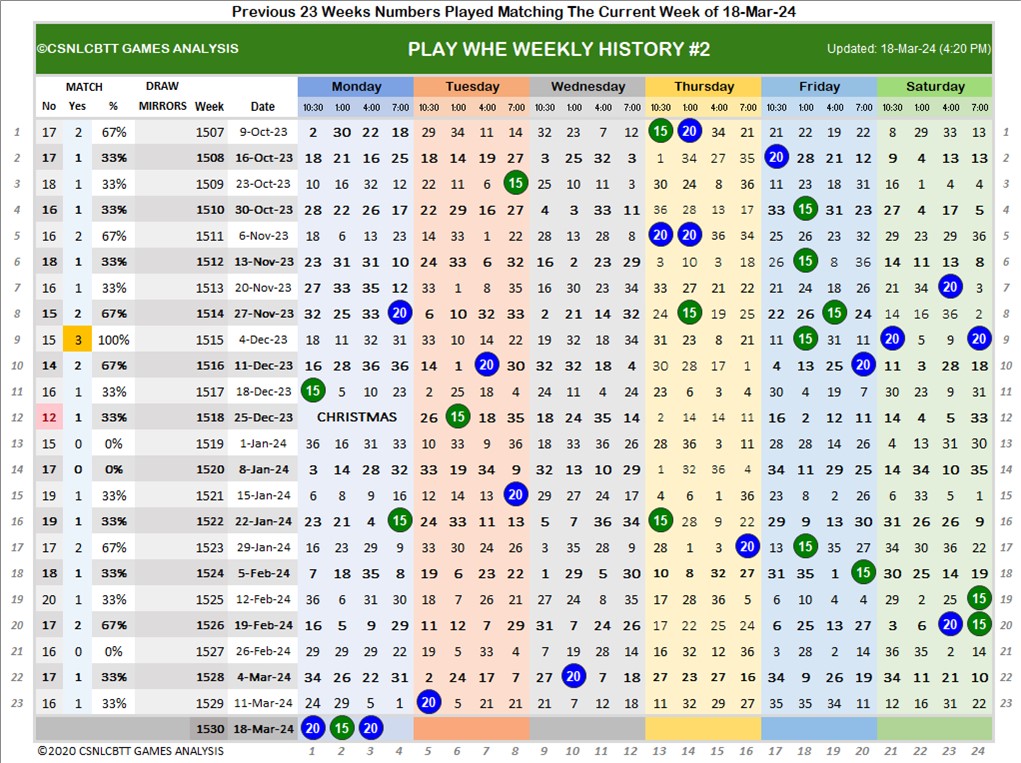 Previous 23 Weeks Numbers Played Matching The Current Week of 18-Mar-24
©CSNLCBTT GAMES ANALYSIS PLAY WHE WEEKLY HISTORY #2 Updated: 18-Mar-24 (4:20 PM)
MATCH DRAW Monday Tuesday Wednesday Thursday Friday Saturday
No Yes % MIRRORS Week Date 10:30 1:00 4:00 7:00 10:30 1:00 4:00 7:00 10:30 1:00 4:00 7:00 10:30 1:00 4:00 7:00 10:30 1:00 4:00 7:00 10:30 1:00 4:00 7:00
1 17 2 67% 1507 9-Oct-23 2 30 22 18 29 34 11 14 32 23 7 12 15 20 34 21 21 22 19 22 8 29 33 13 1
2 17 1 33% 1508 16-Oct-23 18 21 16 25 18 14 19 27 3 25 32 3 1 34 27 35 20 28 21 12 9 4 13 13 2
3 18 1 33% 1509 23-Oct-23 10 16 32 12 22 11 6 15 25 10 11 3 30 24 8 36 11 23 18 31 16 1 4 4 3
4 16 1 33% 1510 30-Oct-23 28 22 26 17 22 29 16 27 4 3 33 11 36 28 13 17 33 15 31 23 27 4 17 5 4
5 16 2 67% 1511 6-Nov-23 18 6 13 23 14 33 1 22 28 13 28 8 20 20 36 34 25 26 23 32 29 23 29 36 5
6 18 1 33% 1512 13-Nov-23 23 31 31 10 24 33 6 32 16 2 23 29 3 10 3 18 26 15 8 36 14 11 13 8 6
7 16 1 33% 1513 20-Nov-23 27 33 35 12 33 1 8 35 16 30 23 34 33 27 21 22 21 24 18 26 21 34 20 3 7
8 15 2 67% 1514 27-Nov-23 32 25 33 20 6 10 32 33 2 21 14 32 24 15 19 25 22 26 15 24 14 16 36 2 8
9 15 3 100% 1515 4-Dec-23 18 11 32 31 33 10 14 22 19 32 18 34 31 23 8 21 11 15 31 11 20 5 9 20 9
10 14 2 67% 1516 11-Dec-23 16 28 36 36 14 1 20 30 32 32 18 4 30 28 17 1 4 13 25 20 11 3 28 18 10
11 16 1 33% 1517 18-Dec-23 15 5 10 23 2 25 18 4 24 11 4 24 23 6 3 4 30 4 19 7 30 23 9 31 11
12 12 1 33% 1518 25-Dec-23 CHRISTMAS 26 15 18 35 18 24 35 14 2 14 14 11 16 2 12 11 14 4 5 33 12
13 15 0 0% 1519 1-Jan-24 36 16 31 33 10 33 9 36 18 33 36 26 28 36 3 11 28 28 14 26 4 13 31 30 13
14 17 0 0% 1520 8-Jan-24 3 14 28 32 33 19 34 9 32 13 10 29 1 32 36 4 34 11 29 25 14 34 10 35 14
15 19 1 33% 1521 15-Jan-24 6 8 9 16 12 14 13 20 29 27 24 17 4 6 1 36 23 8 2 26 6 33 5 1 15
16 19 1 33% 1522 22-Jan-24 23 21 4 15 24 33 11 13 5 7 36 34 15 28 9 22 29 9 13 30 31 26 26 9 16
17 17 2 67% 1523 29-Jan-24 16 23 29 9 33 30 24 26 9 35 28 9 28 1 3 20 13 15 35 27 34 30 36 22 17
18 18 1 33% 1524 5-Feb-24 7 18 35 8 19 6 23 22 1 29 5 30 10 8 32 27 31 35 1 15 30 25 14 19 18
19 20 1 33% 1525 12-Feb-24 36 6 31 30 18 7 26 21 27 24 8 35 17 28 36 5 6 10 4 4 29 2 25 15 19
20 17 2 67% 1526 19-Feb-24 16 5 9 29 11 12 7 29 31 7 24 26 17 22 25 24 6 25 13 27 3 6 20 15 20
21 16 0 0% 1527 26-Feb-24 29 29 29 22 19 5 33 4 7 19 28 14 16 32 12 36 3 28 2 14 36 35 2 14 21
22 17 1 33% 1528 4-Mar-24 34 26 22 31 2 24 17 7 27 20 7 18 27 23 27 16 34 9 26 19 34 11 21 10 22
23 16 1 33% 1529 11-Mar-24 24 29 5 1 20 5 21 21 21 7 12 18 11 32 29 27 35 35 34 11 12 16 31 22 23
1530 18-Mar-24 20 15 20
©2020 CSNLCBTT GAMES ANALYSIS 1 2 3 4 5 6 7 8 9 10 11 12 13 14 15 16 17 18 19 20 21 22 23 24